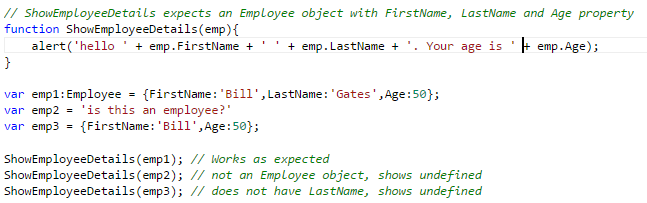 // ShowEmployeeDetails expects an Employee object with FirstName, LastName and Age property
function ShowEmployeeDetails(emp){
    alert('hello ' + emp.FirstName + ' ' + emp.LastName + '. Your age is ' + emp.Age);
}

var emp1:Employee = {FirstName:'Bill',LastName:'Gates',Age:50};
var emp2 = 'is this an employee?'
var emp3 = {FirstName:'Bill',Age:50};

ShowEmployeeDetails(emp1); // Works as expected
ShowEmployeeDetails(emp2); // not an Employee object, shows undefined
ShowEmployeeDetails(emp3); // does not have LastName, shows undefined